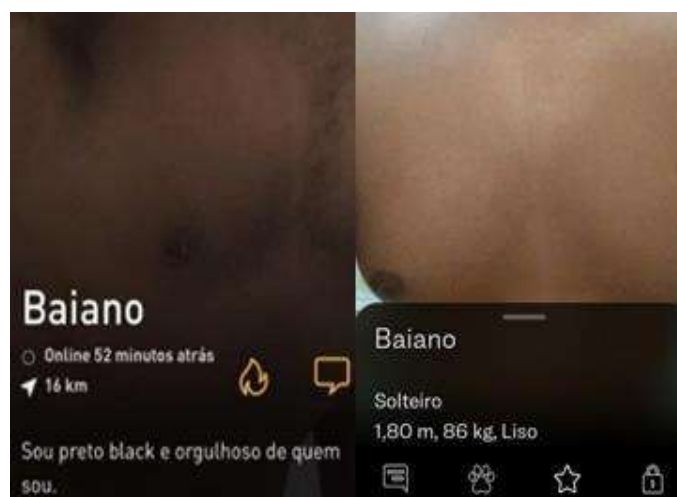 Baiano
Online 52 minutos atrás
16 km
Sou preto black e orgulhoso de quem
sou.
Baiano
Solteiro
1,80 m, 86 kg, Liso